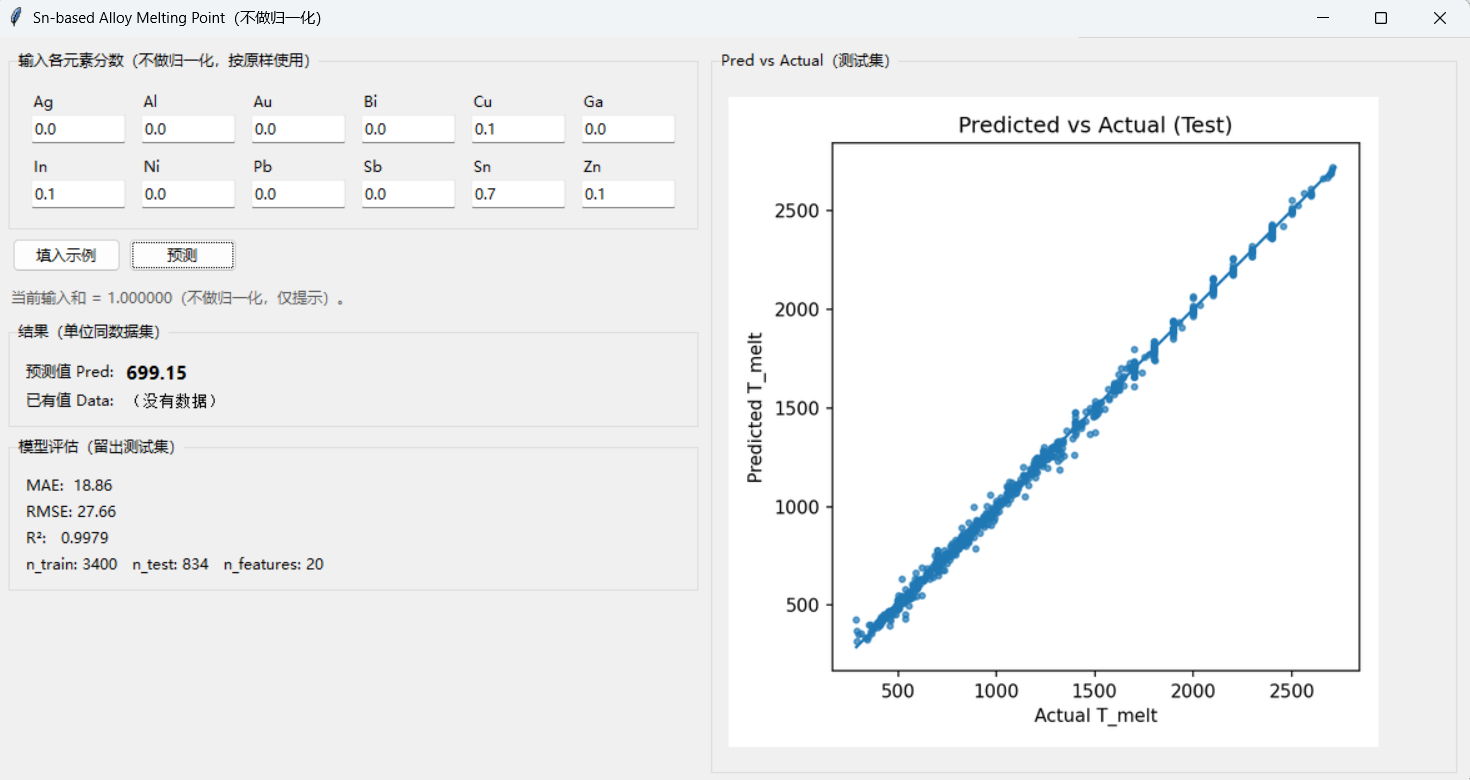 Sn-based Alloy Melting Point（不做归一化）
输入各元素分数（不做归一化，按原样使用）
Ag Al Au Bi Cu Ga
0.0 0.0 0.0 0.0 0.1 0.0
In Ni Pb Sb Sn Zn
0.1 0.0 0.0 0.0 0.7 0.1
填入示例 预测
当前输入和 = 1.000000（不做归一化，仅提示）。
结果（单位同数据集）
预测值 Pred: 699.15
已有值 Data: （没有数据）
模型评估（留出测试集）
MAE: 18.86
RMSE: 27.66
R²: 0.9979
n_train: 3400 n_test: 834 n_features: 20
Pred vs Actual（测试集）
Predicted vs Actual (Test)
Predicted T_melt
2500
2000
1500
1000
500
500 1000 1500 2000 2500
Actual T_melt